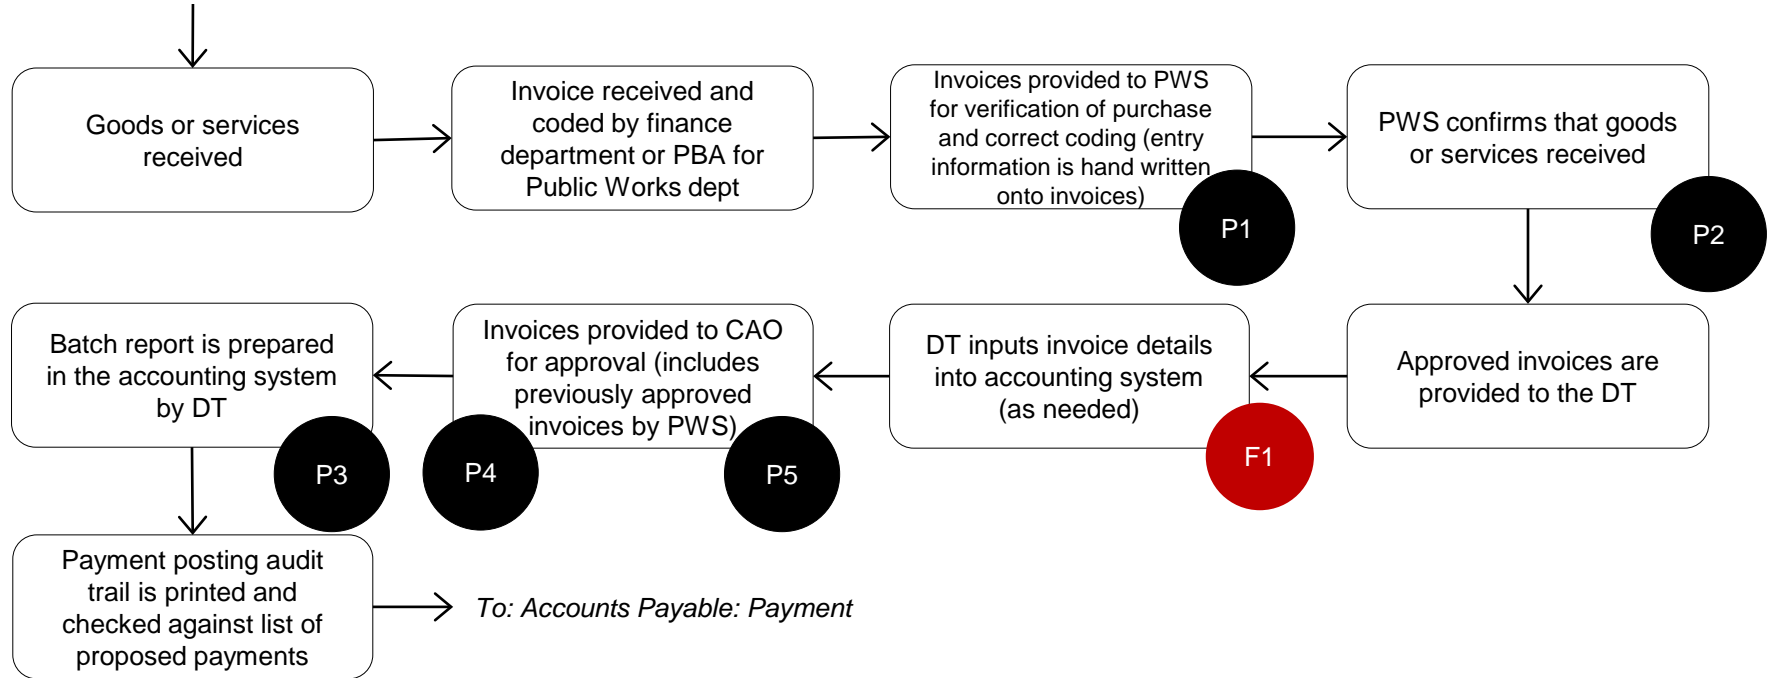 Goods or services
received
Invoice received and
coded by finance
department or PBA for
Public Works dept
Invoices provided to PWS
for verification of purchase
and correct coding (entry
information is hand written
onto invoices)
P1
PWS confirms that goods
or services received
P2
Approved invoices are
provided to the DT
DT inputs invoice details
into accounting system
(as needed)
F1
Invoices provided to CAO
for approval (includes
previously approved
invoices by PWS)
P5
P4
Batch report is prepared
in the accounting system
by DT
P3
Payment posting audit
trail is printed and
checked against list of
proposed payments
To: Accounts Payable: Payment